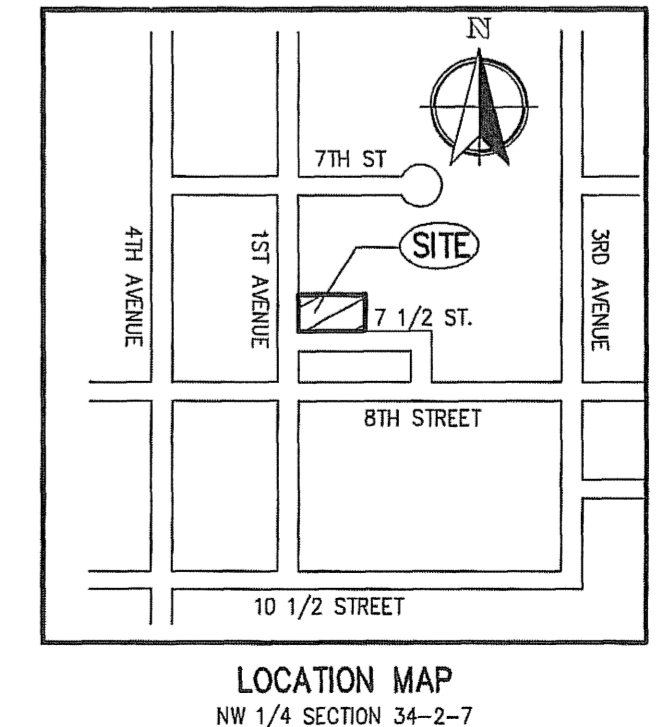 N
7TH ST
4TH AVENUE
1ST AVENUE
SITE
3RD AVENUE
7 1/2 ST.
8TH STREET
10 1/2 STREET
LOCATION MAP
NW 1/4 SECTION 34-2-7